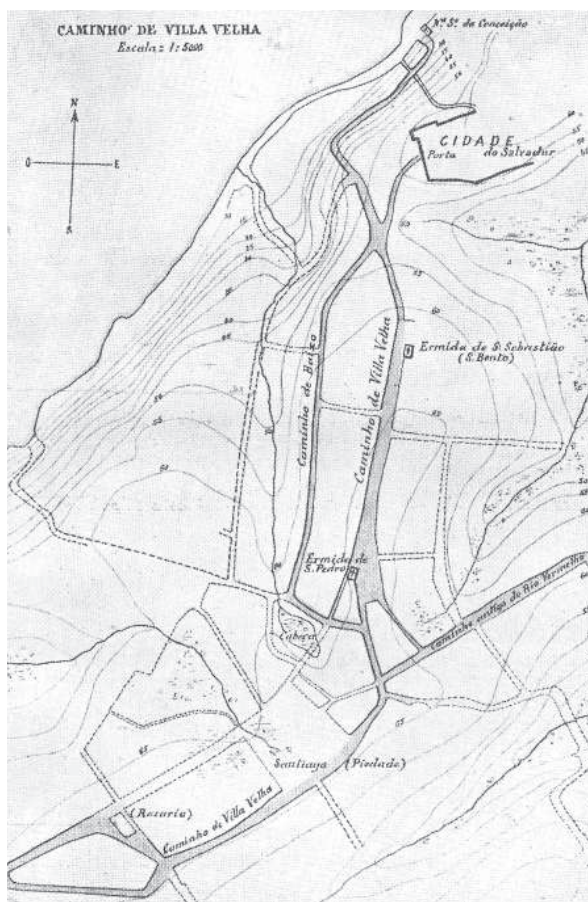 CAMINHO DE VILLA VELHA
Escala 1:5000
Nª Sª da Conceição
N
O
E
S
CIDADE
Porta do Salvador
Ermida de S. Sebastião
(S. Bento)
Caminho de Baixo
Caminho de Villa Velha
Ermida de
S. Pedro
Caminho antigo do Rio Vermelho
Cabeça
Santiago (Piedade)
(Rosario)
Caminho de Villa Velha